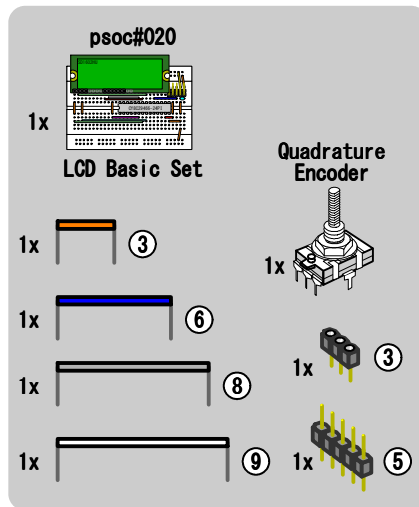 psoc#020
1x
LCD Basic Set
Quadrature
Encoder
1x
1x ③
1x ⑥
1x ③
1x ⑧
1x ⑨
1x ⑤